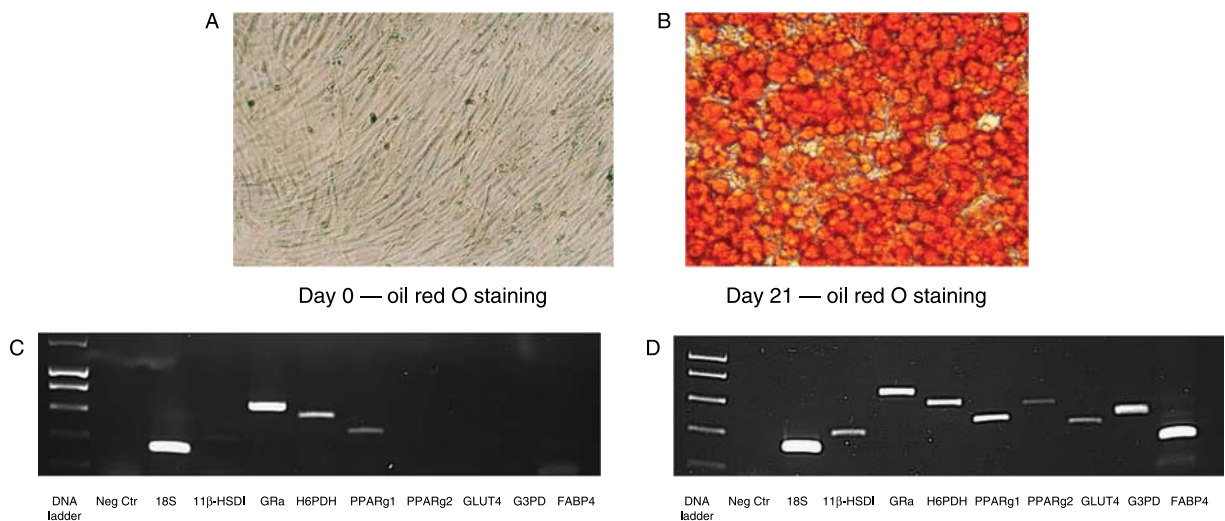 A
B
Day 0 — oil red O staining
Day 21 — oil red O staining
C
D
DNA ladder Neg Ctr 18S 11β-HSDI GRa H6PDH PPARg1 PPARg2 GLUT4 G3PD FABP4
DNA ladder Neg Ctr 18S 11β-HSDI GRa H6PDH PPARg1 PPARg2 GLUT4 G3PD FABP4